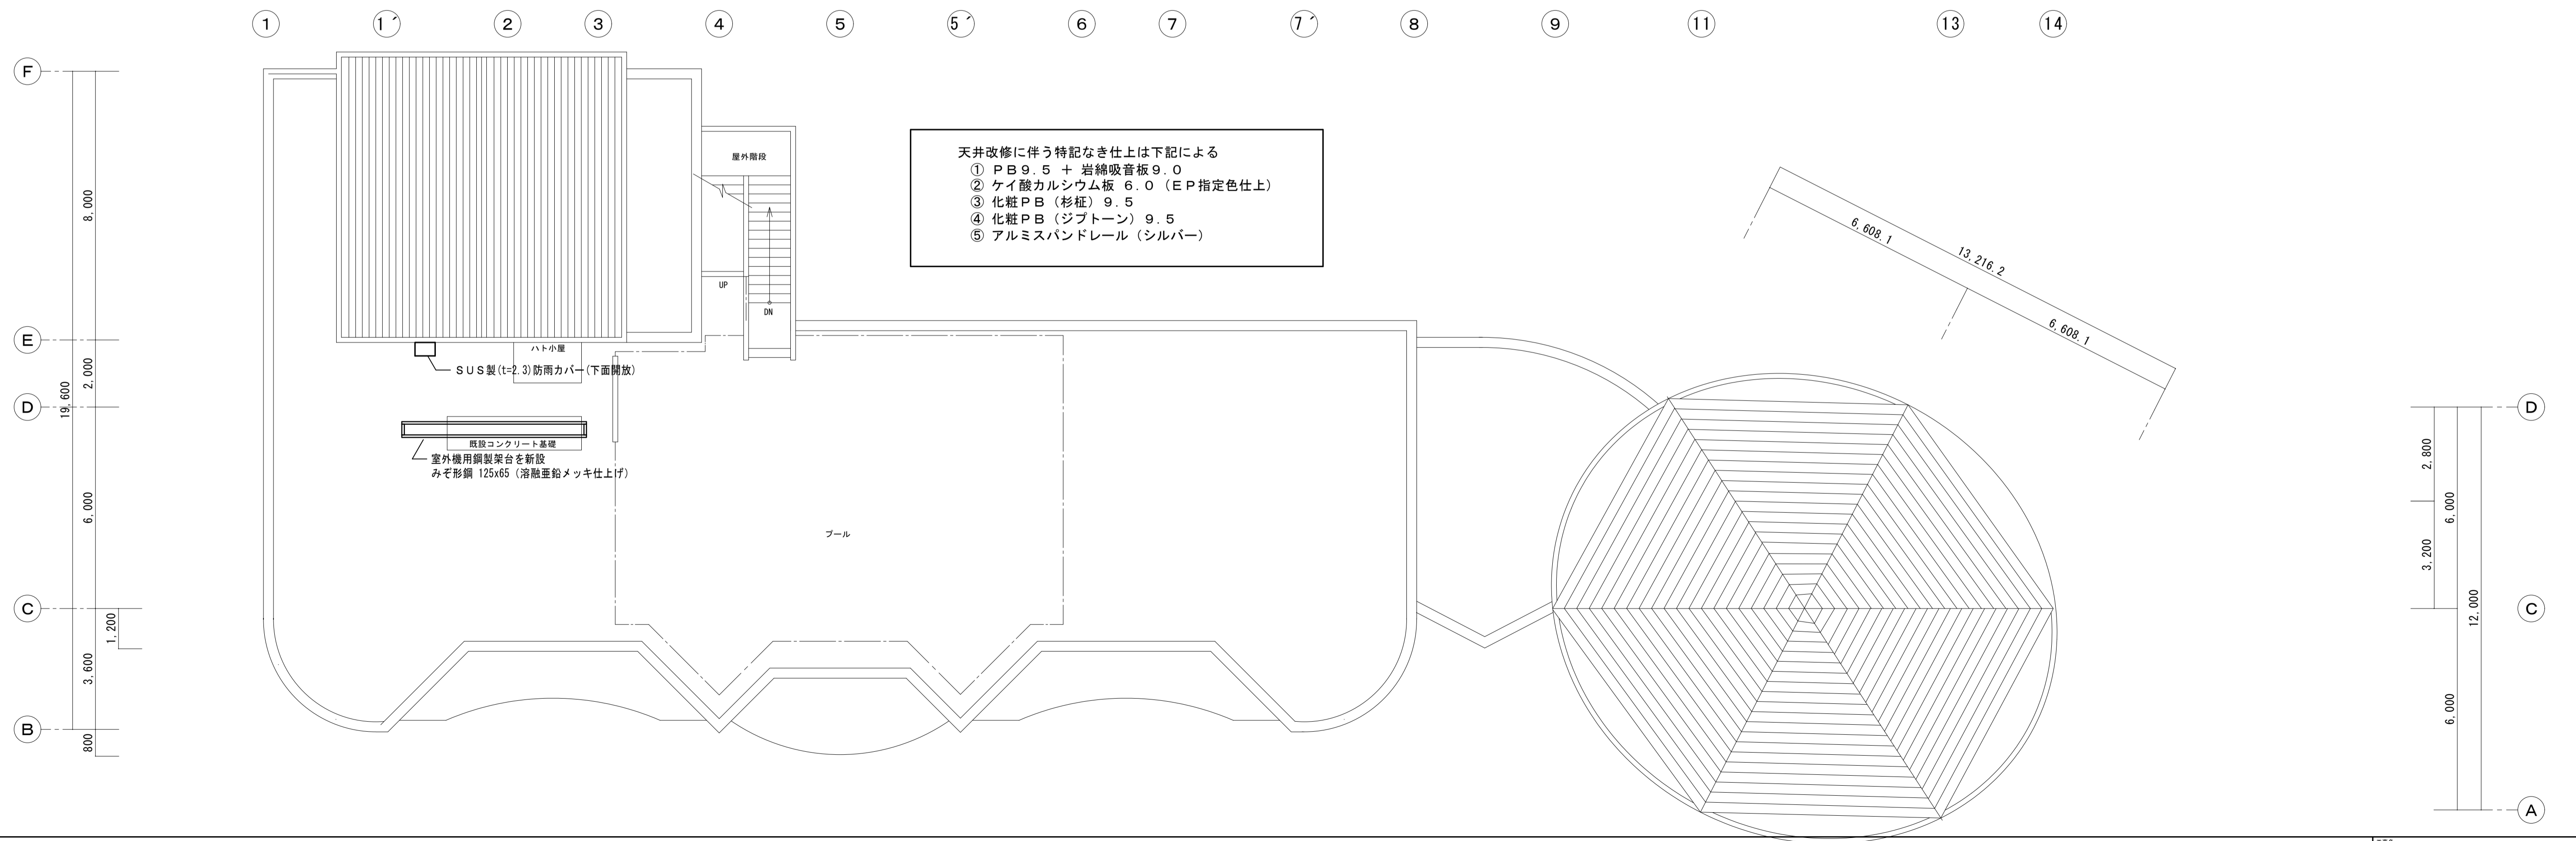 1 1´ 2 3 4 5 5´ 6 7 7´ 8 9 11 13 14
F
E
D
C
B
8,000
2,000
19,600
6,000
1,200
3,600
800
屋外階段
UP
DN
ハト小屋
SUS製(t=2.3)防雨カバー(下面開放)
既設コンクリート基礎
室外機用鋼製架台を新設
みぞ形鋼 125x65 (溶融亜鉛メッキ仕上げ)
プール
天井改修に伴う特記なき仕上は下記による
① PB9.5 + 岩綿吸音板9.0
② ケイ酸カルシウム板 6.0 (EP指定色仕上)
③ 化粧PB (杉柾) 9.5
④ 化粧PB (ジプトーン) 9.5
⑤ アルミスパンドレール (シルバー)
6,608.1
13,216.2
6,608.1
D
C
A
2,800
3,200
6,000
12,000
6,000